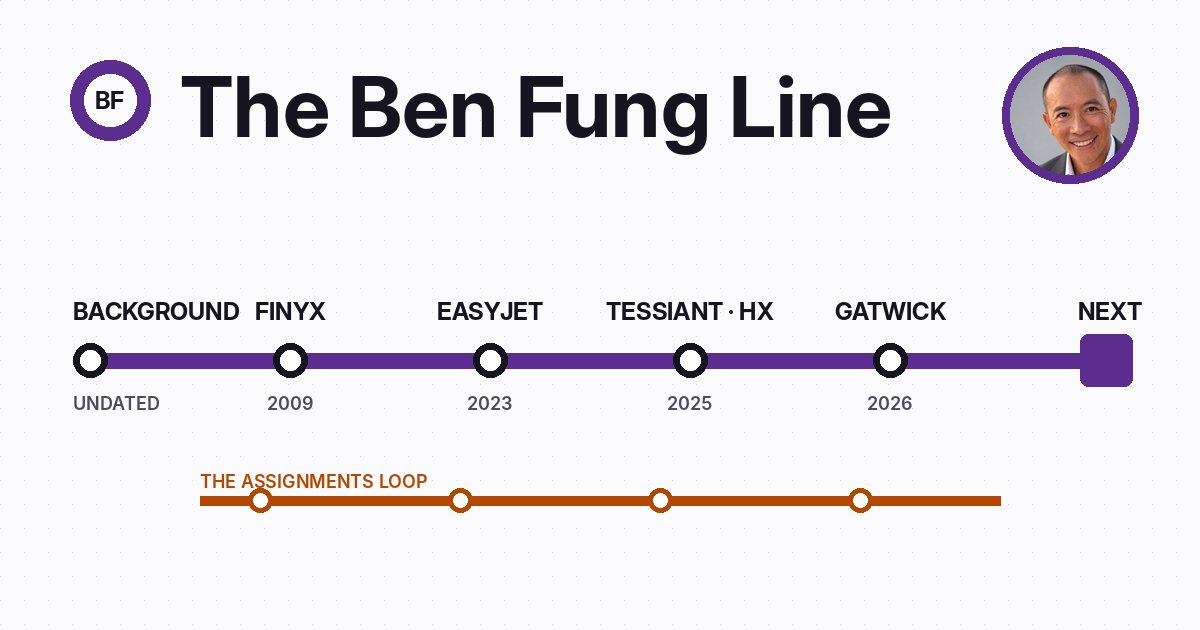 BF
The Ben Fung Line
BACKGROUND FINYX EASYJET TESSIANT · HX GATWICK NEXT
UNDATED 2009 2023 2025 2026
THE ASSIGNMENTS LOOP